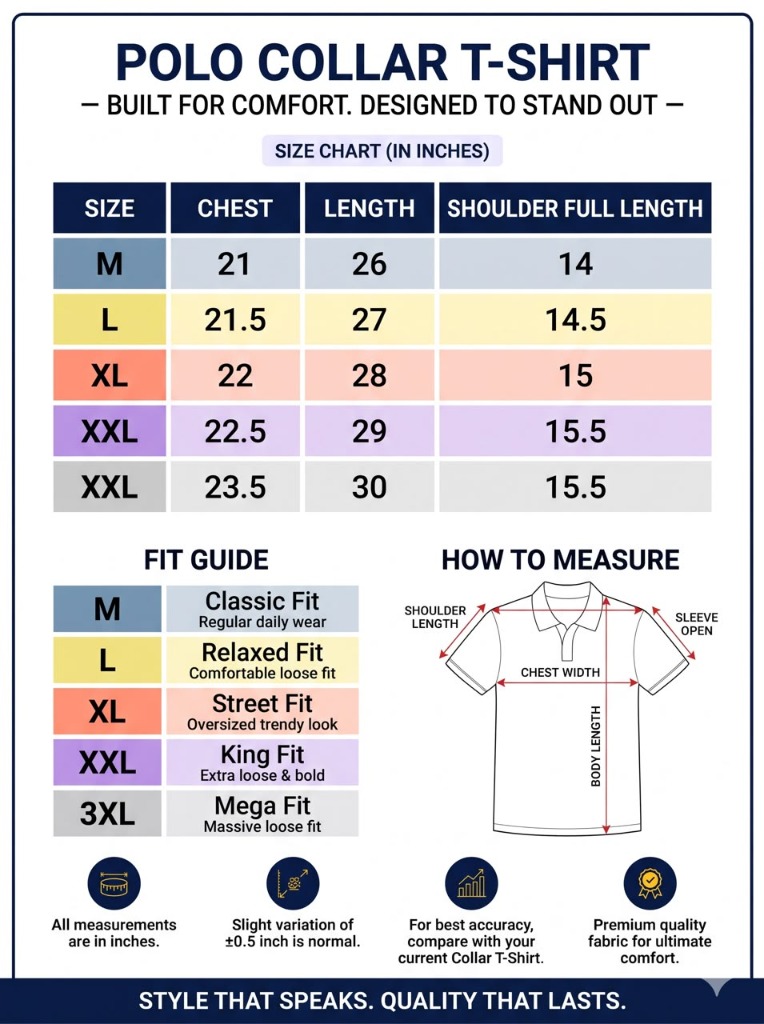 POLO COLLAR T-SHIRT
— BUILT FOR COMFORT. DESIGNED TO STAND OUT —
SIZE CHART (IN INCHES)
SIZE CHEST LENGTH SHOULDER FULL LENGTH
M 21 26 14
L 21.5 27 14.5
XL 22 28 15
XXL 22.5 29 15.5
XXL 23.5 30 15.5
FIT GUIDE
M Classic Fit
Regular daily wear
L Relaxed Fit
Comfortable loose fit
XL Street Fit
Oversized trendy look
XXL King Fit
Extra loose & bold
3XL Mega Fit
Massive loose fit
HOW TO MEASURE
SHOULDER
LENGTH
SLEEVE
OPEN
CHEST WIDTH
BODY LENGTH
All measurements
are in inches.
Slight variation of
±0.5 inch is normal.
For best accuracy,
compare with your
current Collar T-Shirt.
Premium quality
fabric for ultimate
comfort.
STYLE THAT SPEAKS. QUALITY THAT LASTS.